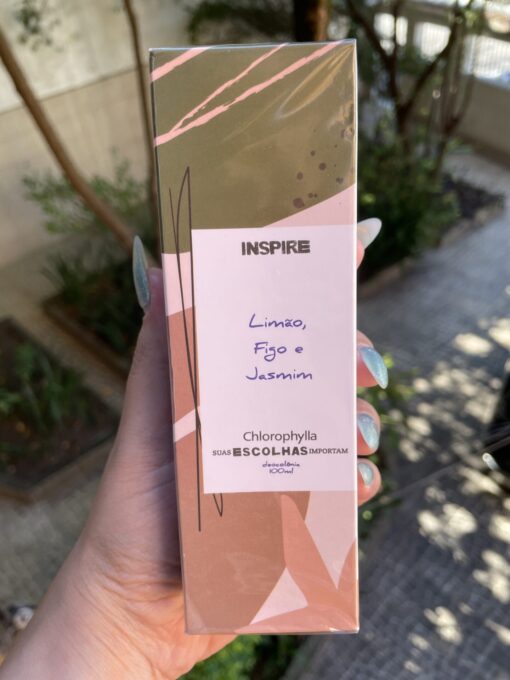 INSPIRE
Limão,
Figo e
Jasmim
Chlorophylla
SUAS ESCOLHAS IMPORTAM
deocolônia
100ml